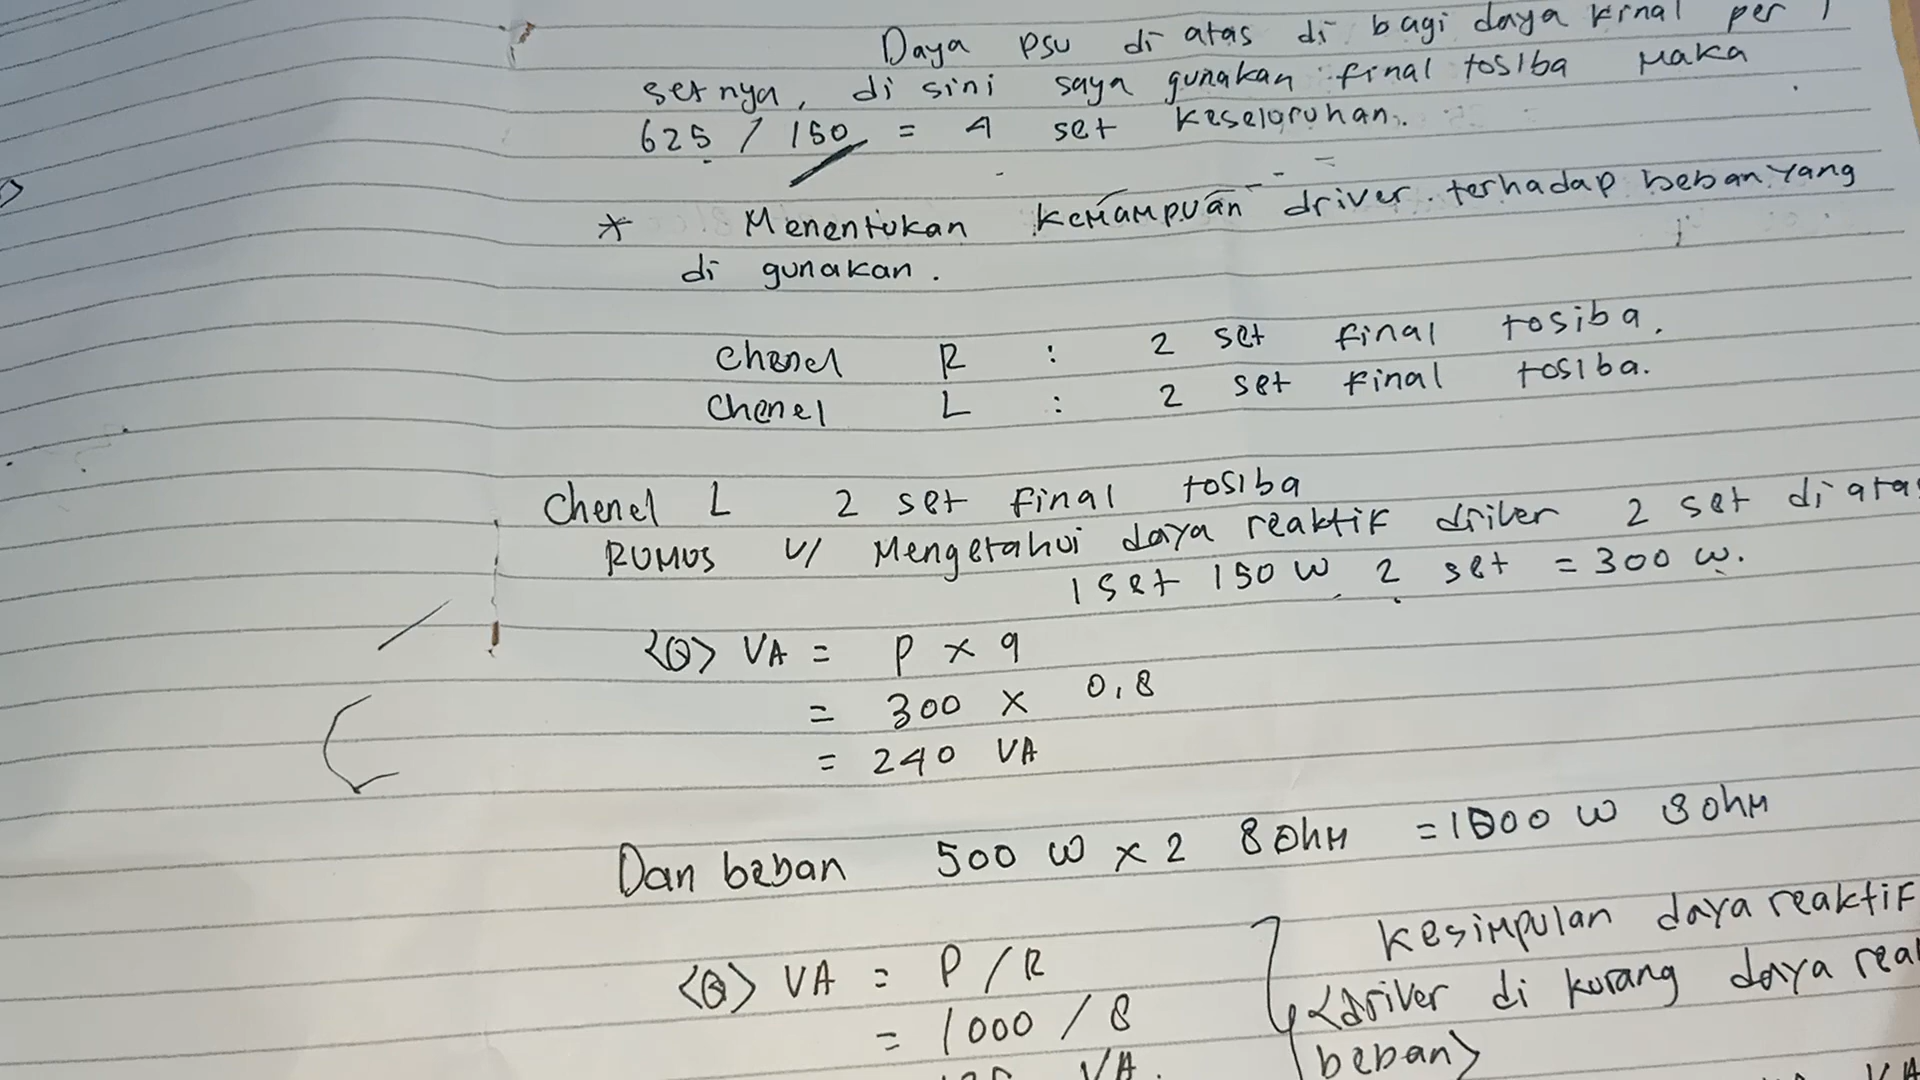 Daya PSU di atas di bagi daya final per 1
set nya, di sini saya gunakan final tosiba Maka
625 / 150 = 4 set keseloruhan.
* Menentukan keMampuan driver terhadap beban yang
di gunakan.
Chenel R : 2 set final tosiba.
Chenel L : 2 set final tosiba.
Chenel L 2 set final tosiba
RUMUS U/ Mengetahui daya reaktif driver 2 set di atas
1 set 150 W 2 set = 300 W.
<Q> VA = P x 9
= 300 x 0,8
= 240 VA
Dan beban 500 W x 2 8 Ohm = 1000 W 8 ohm
<Q> VA = P / R
= 1000 / 8
VA.
Kesimpulan daya reaktif
<driver di kurang daya
beban>
VA